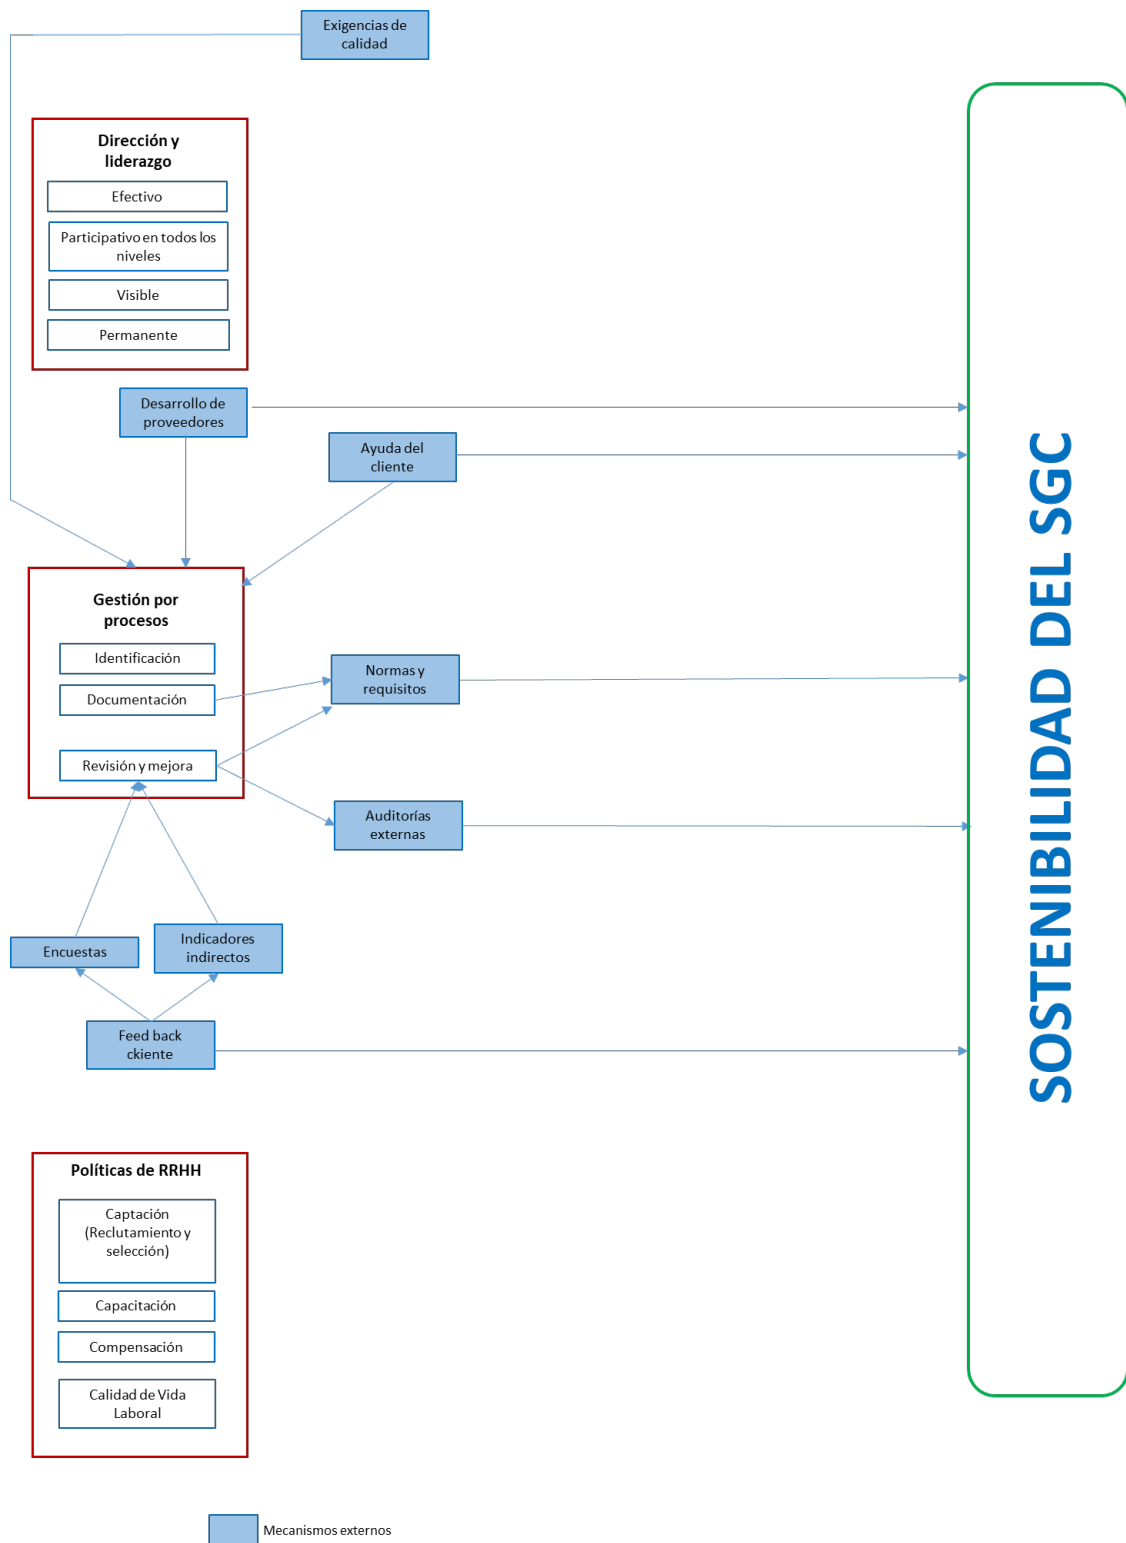 Exigencias de
calidad
Dirección y
liderazgo
Efectivo
Participativo en todos los
niveles
Visible
Permanente
Desarrollo de
proveedores
Ayuda del
cliente
Gestión por
procesos
Identificación
Documentación
Revisión y mejora
Normas y
requisitos
Auditorías
externas
Encuestas
Indicadores
indirectos
Feed back
ckiente
Políticas de RRHH
Captación
(Reclutamiento y
selección)
Capacitación
Compensación
Calidad de Vida
Laboral
SOSTENIBILIDAD DEL SGC
Mecanismos externos